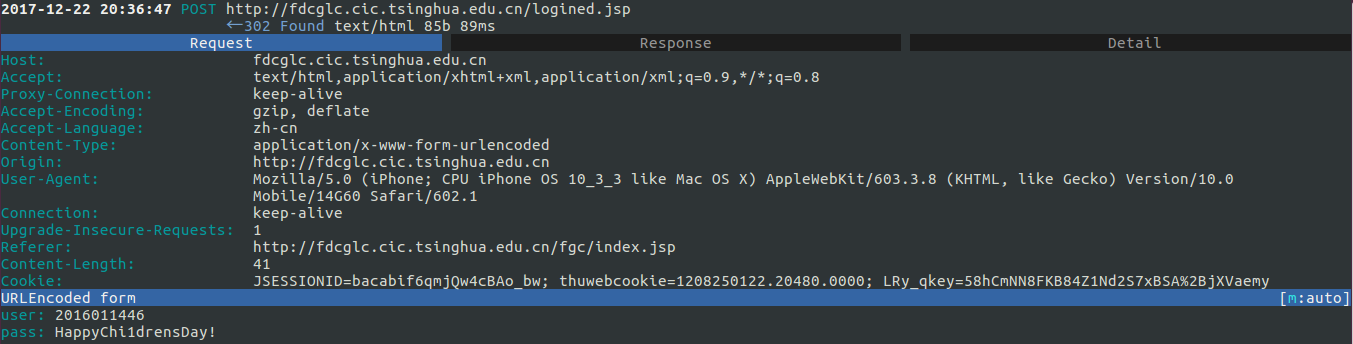 2017-12-22 20:36:47 POST http://fdcglc.cic.tsinghua.edu.cn/logined.jsp
←302 Found text/html 85b 89ms
Request Response Detail
Host: fdcglc.cic.tsinghua.edu.cn
Accept: text/html,application/xhtml+xml,application/xml;q=0.9,*/*;q=0.8
Proxy-Connection: keep-alive
Accept-Encoding: gzip, deflate
Accept-Language: zh-cn
Content-Type: application/x-www-form-urlencoded
Origin: http://fdcglc.cic.tsinghua.edu.cn
User-Agent: Mozilla/5.0 (iPhone; CPU iPhone OS 10_3_3 like Mac OS X) AppleWebKit/603.3.8 (KHTML, like Gecko) Version/10.0
Mobile/14G60 Safari/602.1
Connection: keep-alive
Upgrade-Insecure-Requests: 1
Referer: http://fdcglc.cic.tsinghua.edu.cn/fgc/index.jsp
Content-Length: 41
Cookie: JSESSIONID=bacabif6qmjQw4cBAo_bw; thuwebcookie=1208250122.20480.0000; LRy_qkey=58hCmNN8FKB84Z1Nd2S7xBSA%2BjXVaemy
URLEncoded form [m:auto]
user: 2016011446
pass: HappyChi1drensDay!